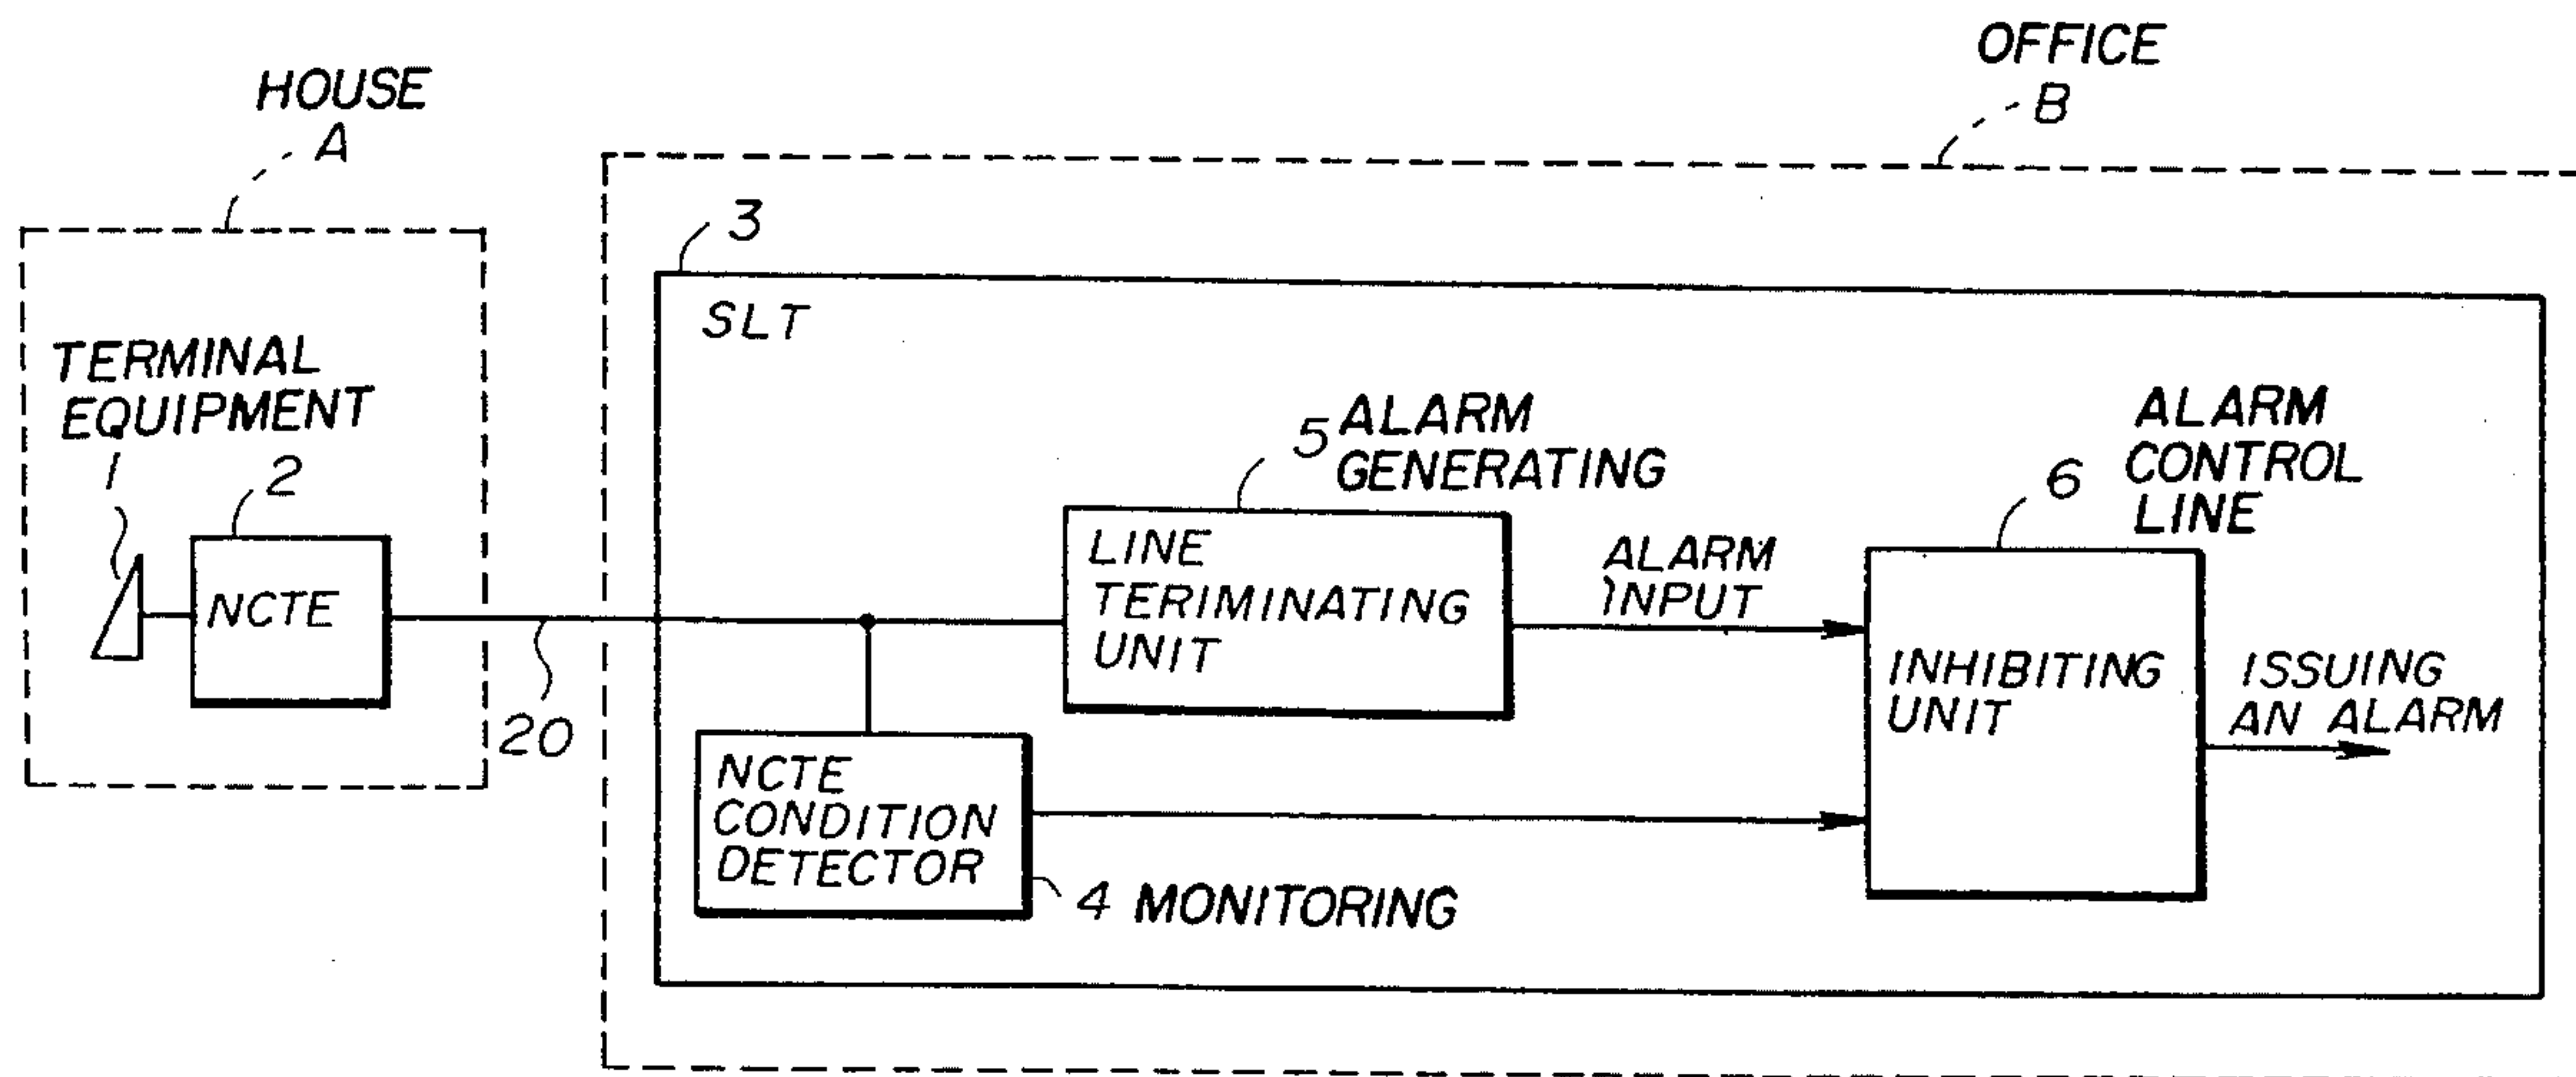 HOUSE
A
OFFICE
B
3
SLT
TERMINAL
EQUIPMENT
1
2
NCTE
20
5 ALARM
GENERATING
LINE
TERIMINATING
UNIT
ALARM
INPUT
ALARM
6 CONTROL
LINE
INHIBITING
UNIT
ISSUING
AN ALARM
NCTE
CONDITION
DETECTOR
4 MONITORING